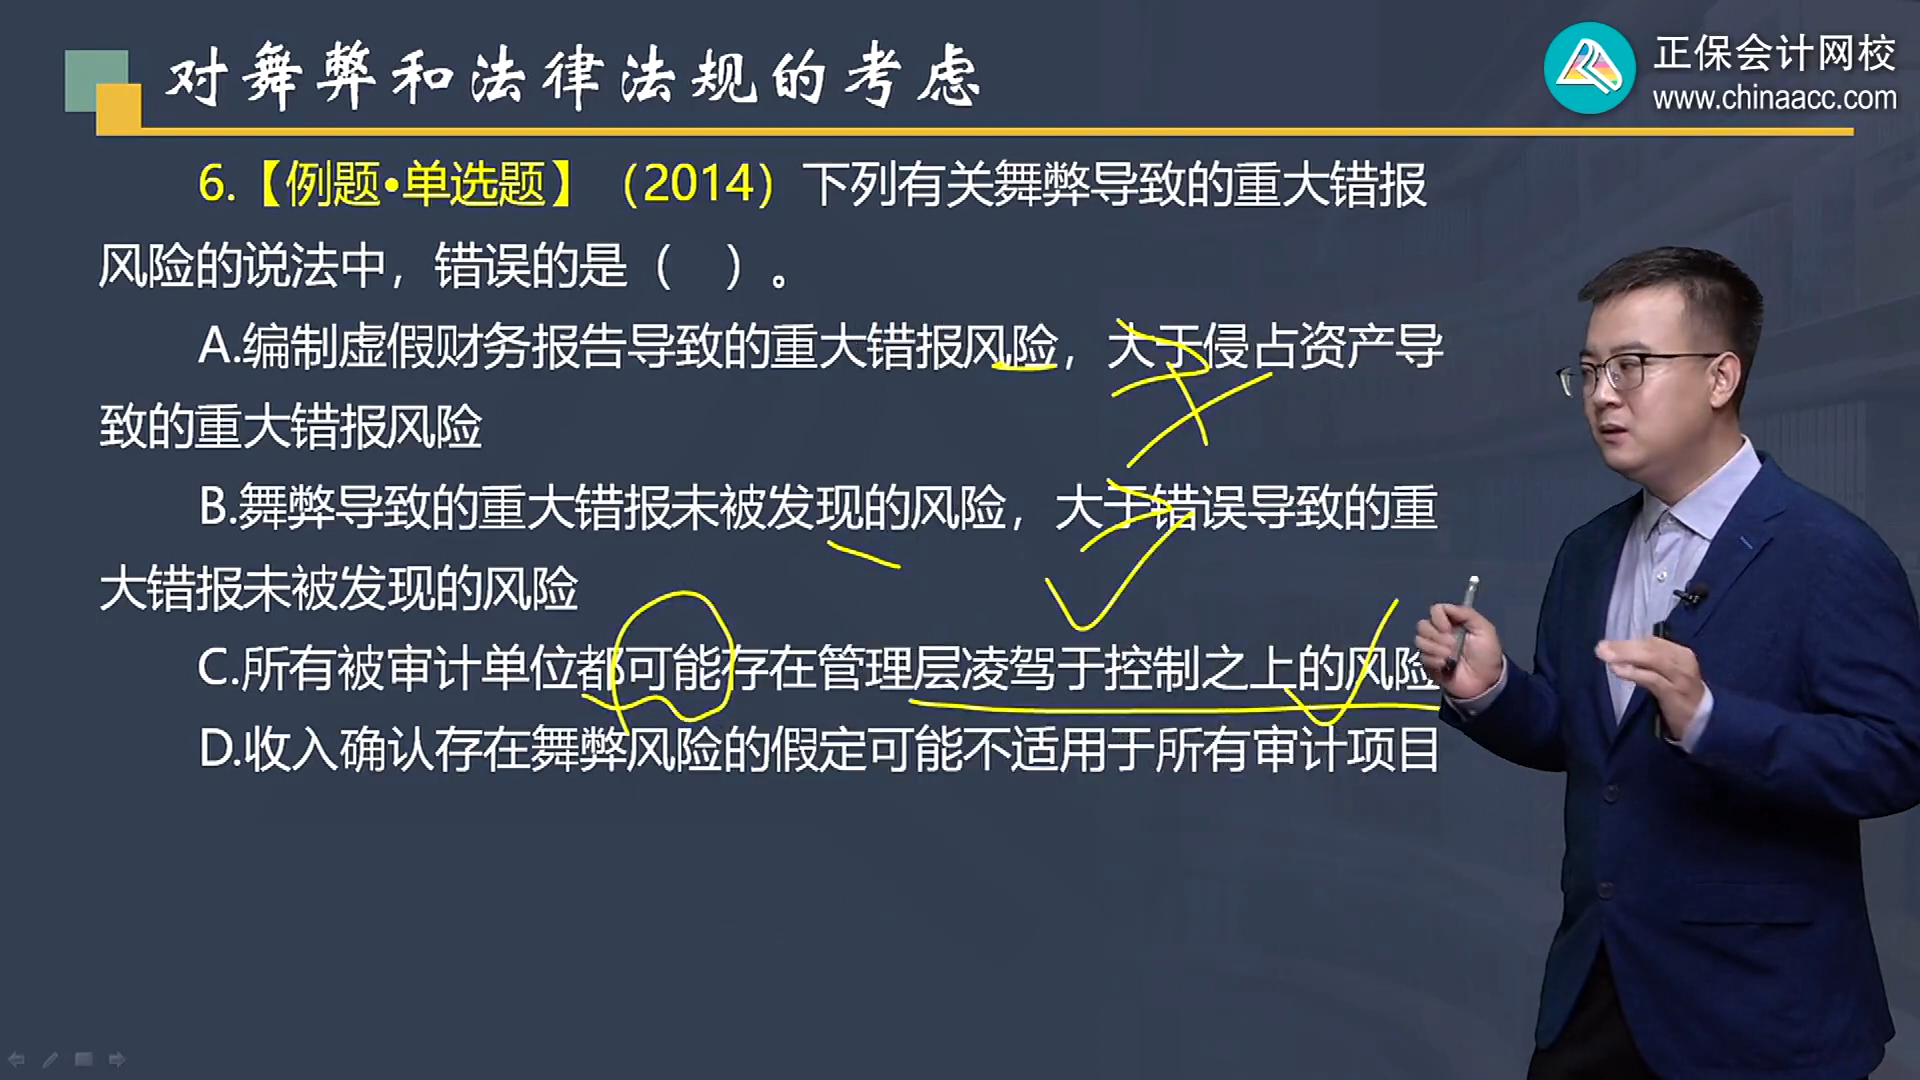 对舞弊和法律法规的考虑
正保会计网校
www.chinaacc.com
6.【例题•单选题】（2014）下列有关舞弊导致的重大错报
风险的说法中，错误的是（　）。
A.编制虚假财务报告导致的重大错报风险，大于侵占资产导
致的重大错报风险
B.舞弊导致的重大错报未被发现的风险，大于错误导致的重
大错报未被发现的风险
C.所有被审计单位都可能存在管理层凌驾于控制之上的风险
D.收入确认存在舞弊风险的假定可能不适用于所有审计项目